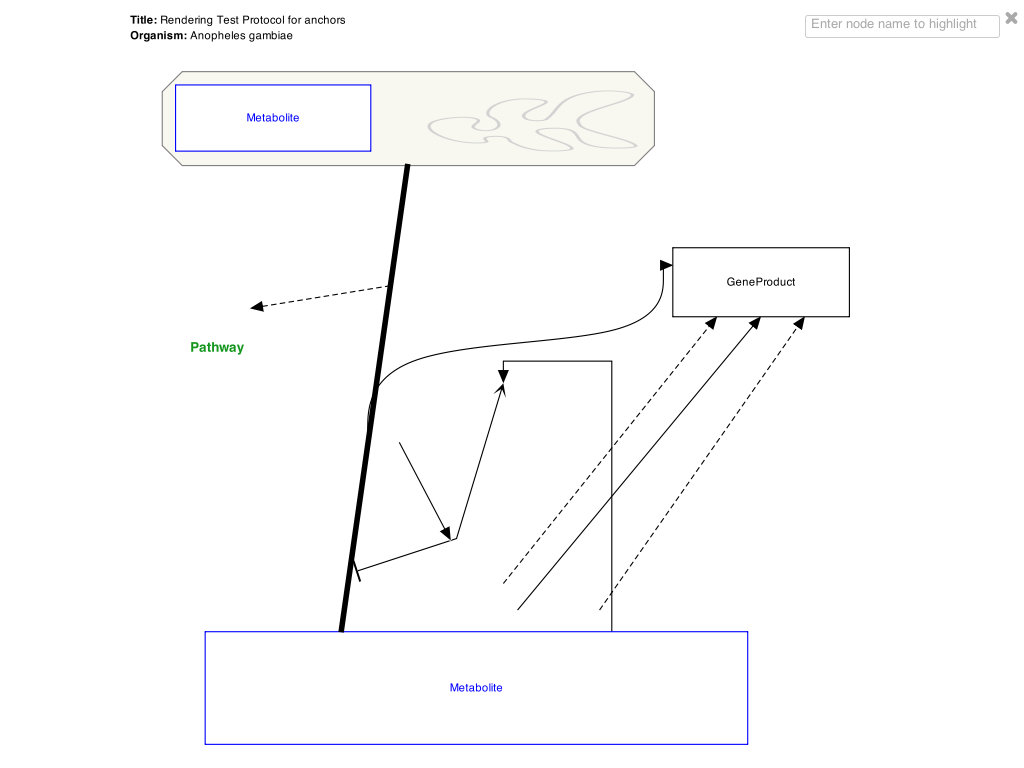 Title: Rendering Test Protocol for anchors
Organism: Anopheles gambiae
Enter node name to highlight
Metabolite
GeneProduct
Pathway
Metabolite